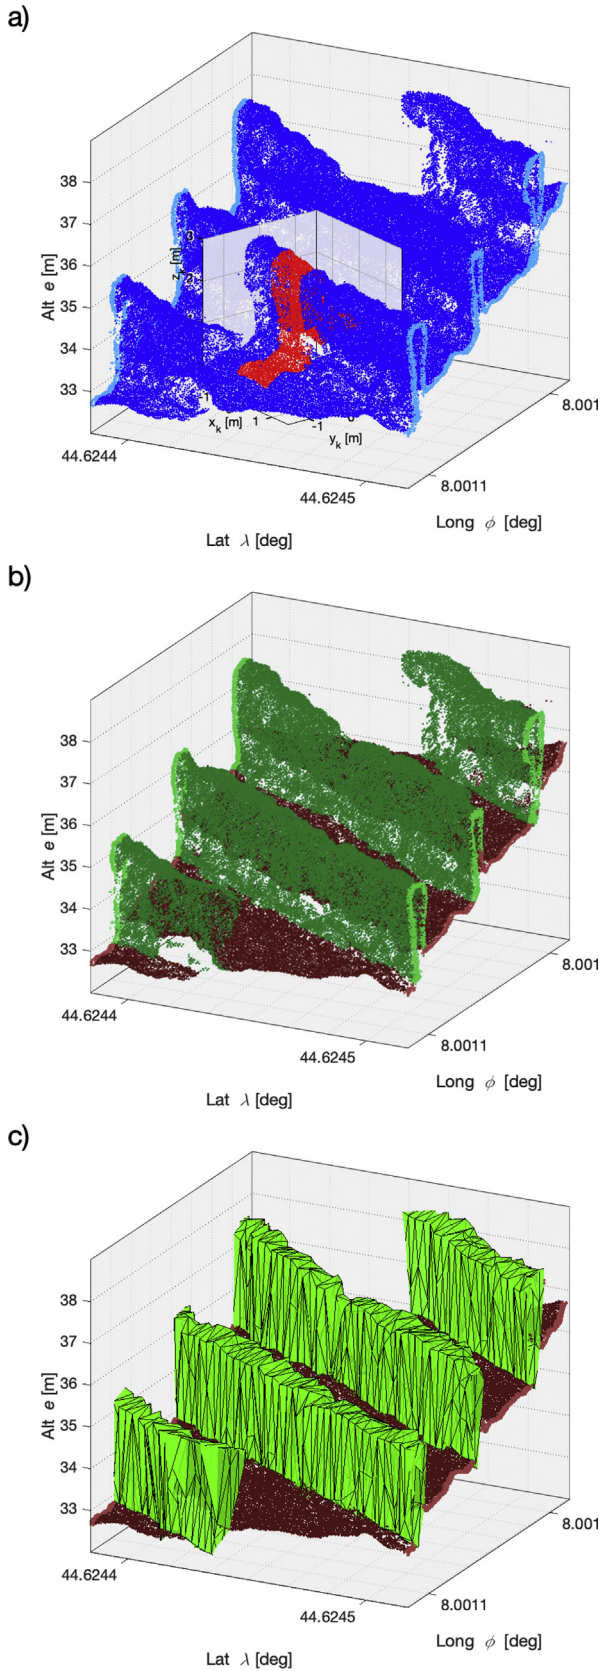 a)
38
37
36
35
34
33
Alt e [m]
3
2
z_k [m]
-1
x_k [m]
1
-1
0
y_k [m]
44.6244
44.6245
8.0011
8.001
Lat λ [deg]
Long ϕ [deg]
b)
38
37
36
35
34
33
Alt e [m]
44.6244
44.6245
8.0011
8.001
Lat λ [deg]
Long ϕ [deg]
c)
38
37
36
35
34
33
Alt e [m]
44.6244
44.6245
8.0011
8.001
Lat λ [deg]
Long ϕ [deg]